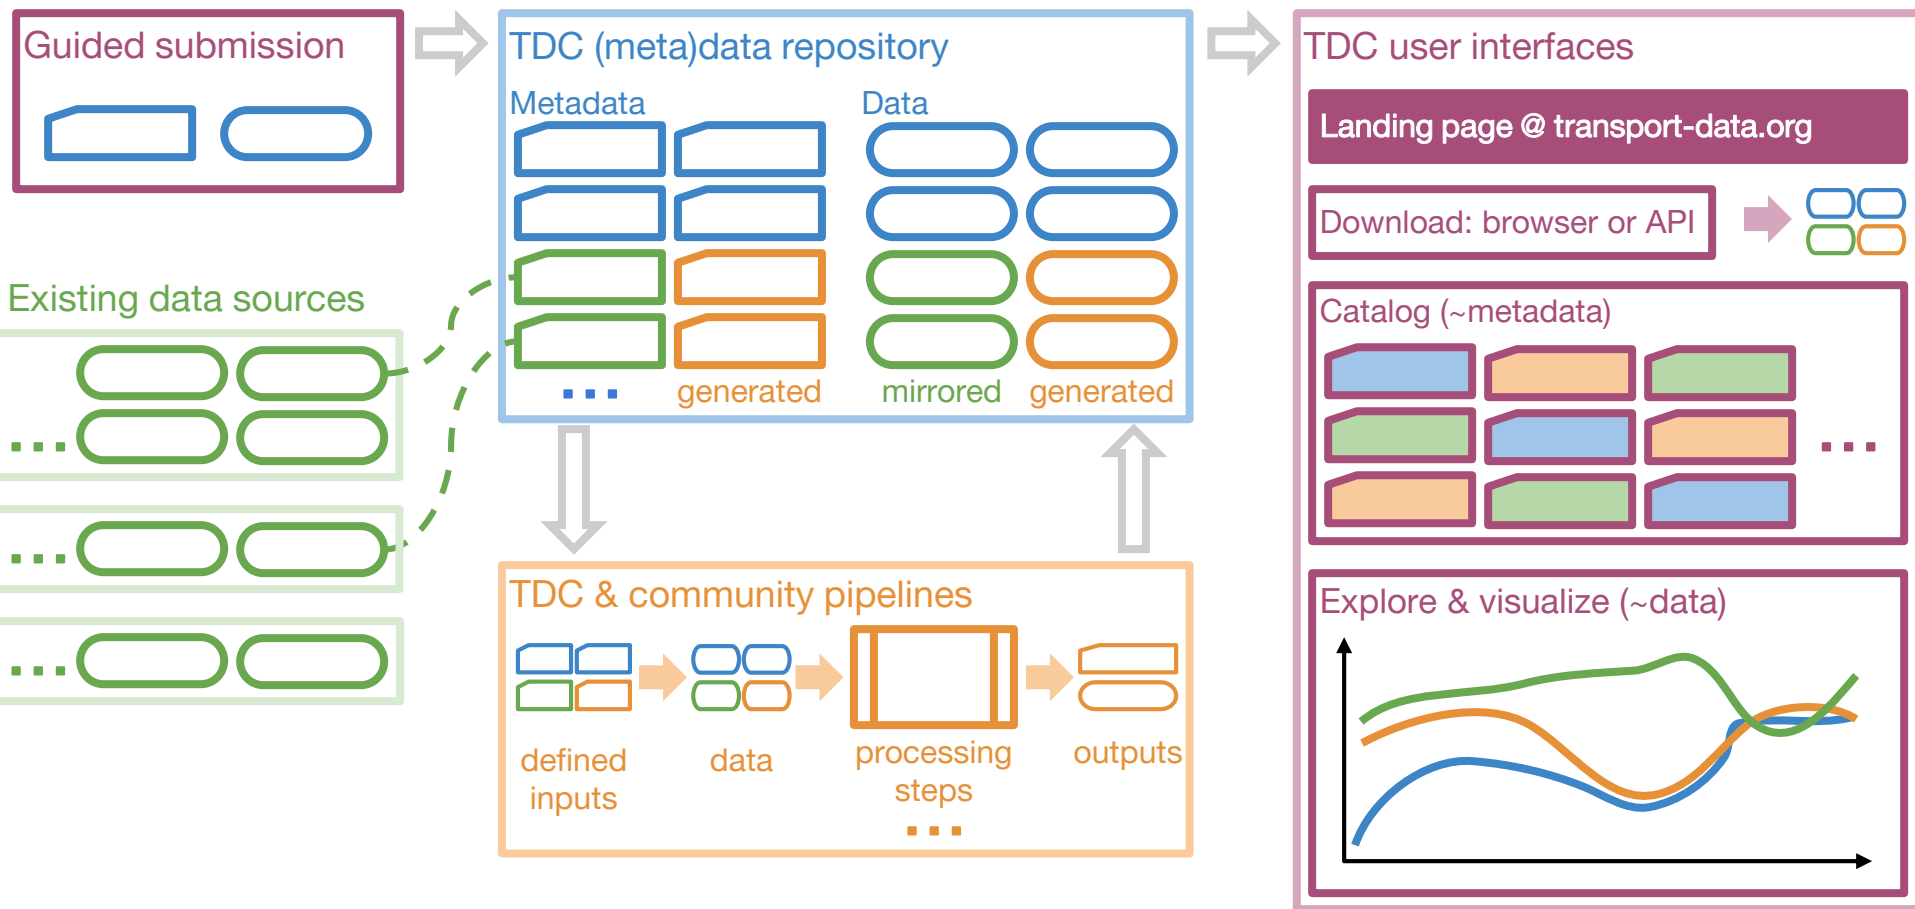 Guided submission
Existing data sources
TDC (meta)data repository
Metadata
Data
generated
mirrored
generated
TDC & community pipelines
defined
inputs
data
processing
steps
outputs
TDC user interfaces
Landing page @ transport-data.org
Download: browser or API
Catalog (~metadata)
Explore & visualize (~data)